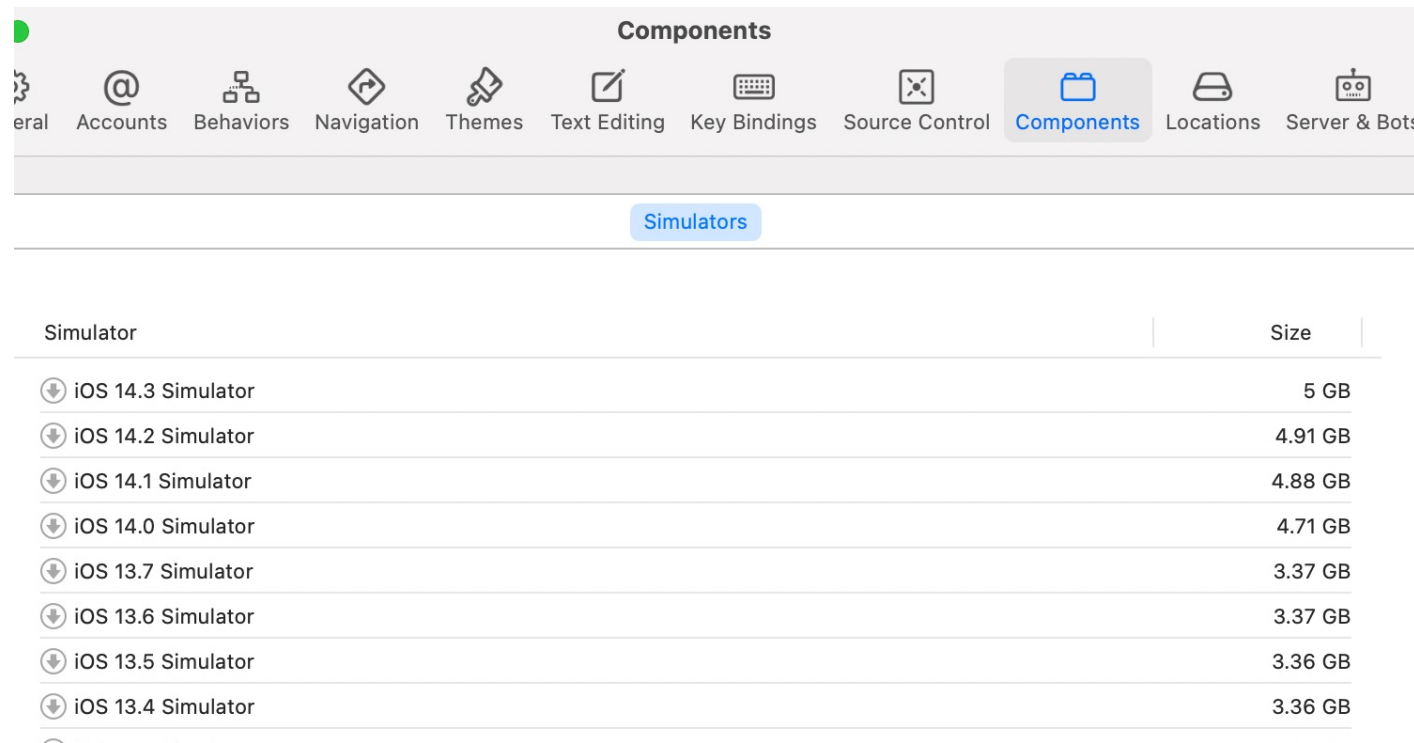 Components
eral Accounts Behaviors Navigation Themes Text Editing Key Bindings Source Control Components Locations Server & Bots
Simulators
Simulator Size
iOS 14.3 Simulator 5 GB
iOS 14.2 Simulator 4.91 GB
iOS 14.1 Simulator 4.88 GB
iOS 14.0 Simulator 4.71 GB
iOS 13.7 Simulator 3.37 GB
iOS 13.6 Simulator 3.37 GB
iOS 13.5 Simulator 3.36 GB
iOS 13.4 Simulator 3.36 GB